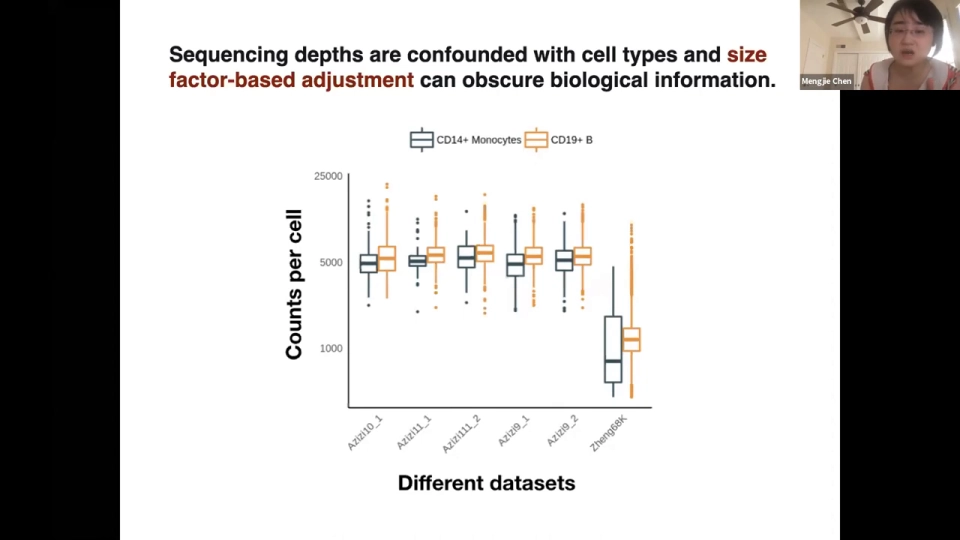 Sequencing depths are confounded with cell types and size
factor-based adjustment can obscure biological information.
Mengjie Chen
CD14+ Monocytes CD19+ B
Counts per cell
25000
5000
1000
Azizi10_1
Azizi11_1
Azizi111_2
Azizi9_1
Azizi9_2
Zheng68K
Different datasets